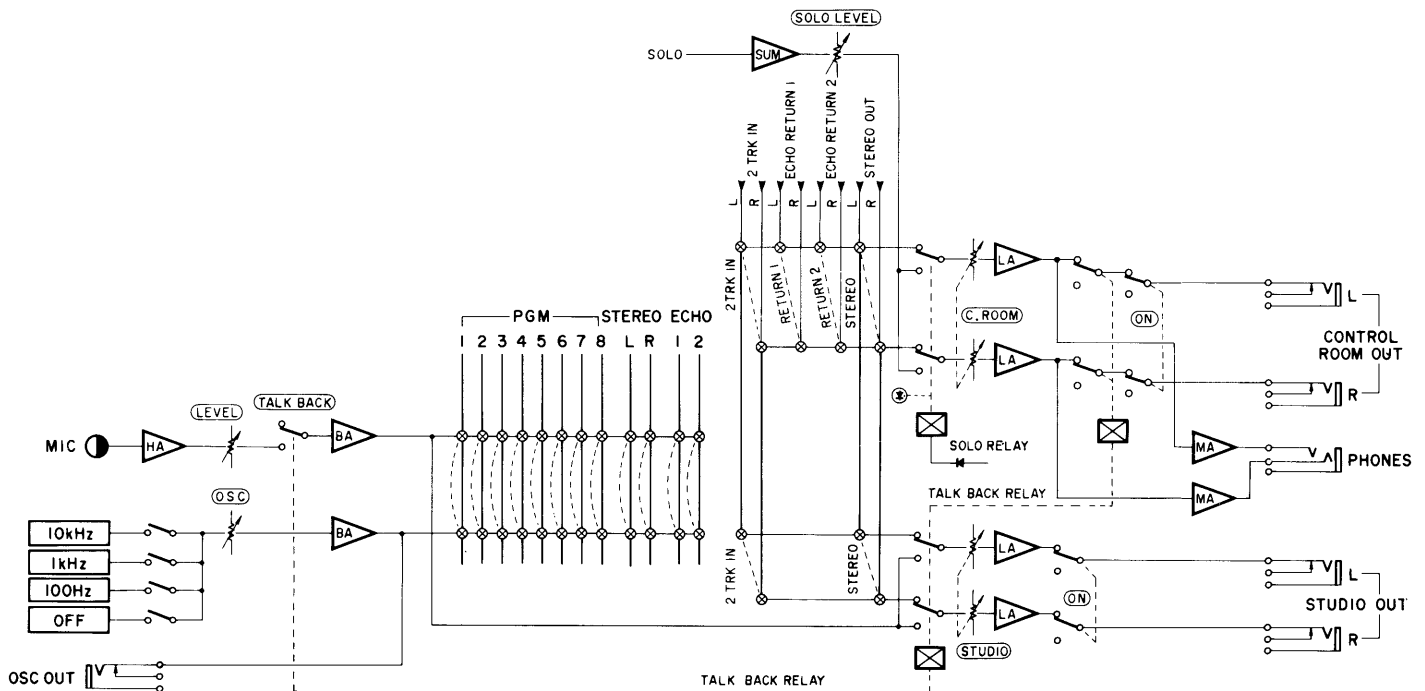 SOLO LEVEL
SOLO
SUM
2 TRK IN
ECHO RETURN 1
ECHO RETURN 2
STEREO OUT
L
R
L
R
L
R
L
R
2TRK IN
RETURN 1
RETURN 2
STEREO
LA
C. ROOM
ON
L
CONTROL
ROOM OUT
LA
R
PGM
STEREO ECHO
1 2 3 4 5 6 7 8 L R 1 2
TALK BACK
LEVEL
MIC
HA
BA
SOLO RELAY
MA
PHONES
MA
TALK BACK RELAY
OSC
BA
10kHz
1kHz
100Hz
OFF
2 TRK IN
STEREO
LA
L
ON
STUDIO OUT
LA
R
STUDIO
OSC OUT
TALK BACK RELAY